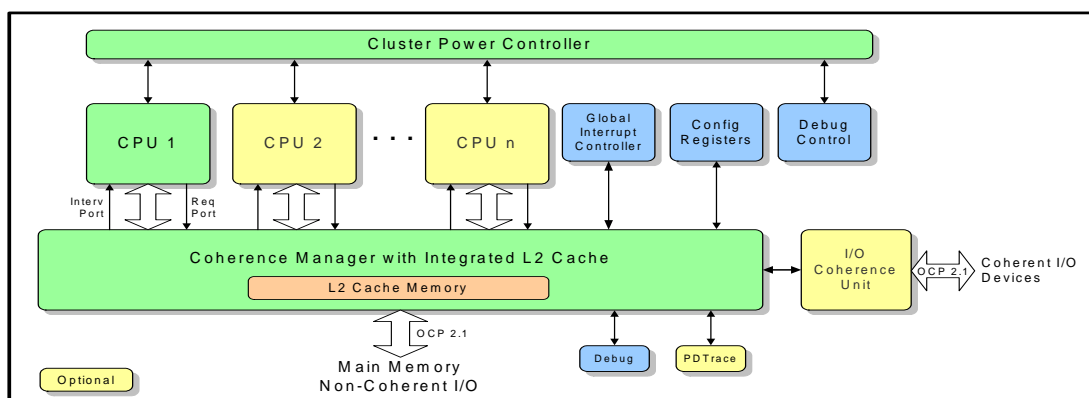 Cluster Power Controller
CPU 1
CPU 2
. . .
CPU n
Global
Interrupt
Controller
Config
Registers
Debug
Control
Interv
Port
Req
Port
Coherence Manager with Integrated L2 Cache
L2 Cache Memory
I/O
Coherence
Unit
OCP 2.1
Coherent I/O
Devices
OCP 2.1
Main Memory
Non-Coherent I/O
Debug
PDTrace
Optional